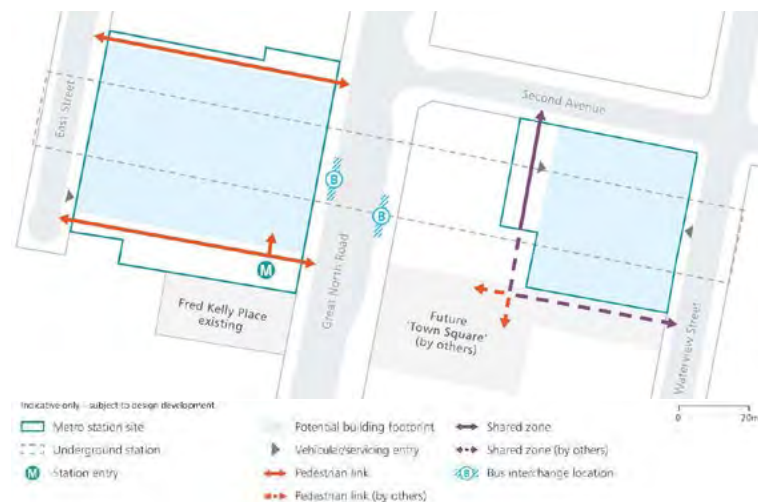 Second Avenue
East Street
B
B
Great North Road
M
Fred Kelly Place
existing
Future
'Town Square'
(by others)
Waterview Street
Indicative only – subject to design development
Metro station site
Underground station
M Station entry
Potential building footprint
Vehicular/servicing entry
Pedestrian link
Pedestrian link (by others)
Shared zone
Shared zone (by others)
B Bus interchange location
0 20m